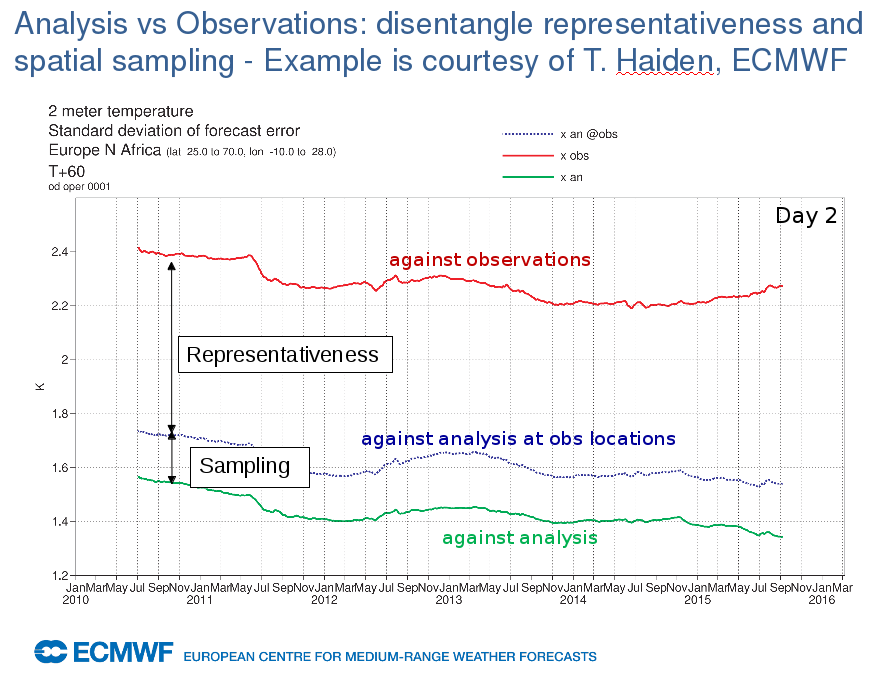 Analysis vs Observations: disentangle representativeness and
spatial sampling - Example is courtesy of T. Haiden, ECMWF
2 meter temperature
Standard deviation of forecast error
Europe N Africa (lat 25.0 to 70.0, lon -10.0 to 28.0)
T+60
od oper 0001
x an @obs
x obs
x an
Day 2
against observations
Representativeness
against analysis at obs locations
Sampling
against analysis
2.4
2.2
2
1.8
1.6
1.4
1.2
K
JanMarMay Jul SepNovJanMarMay Jul SepNovJanMarMay Jul SepNovJanMarMay Jul SepNovJanMarMay Jul SepNovJanMarMay Jul SepNovJanMar
2010 2011 2012 2013 2014 2015 2016
ECMWF EUROPEAN CENTRE FOR MEDIUM-RANGE WEATHER FORECASTS